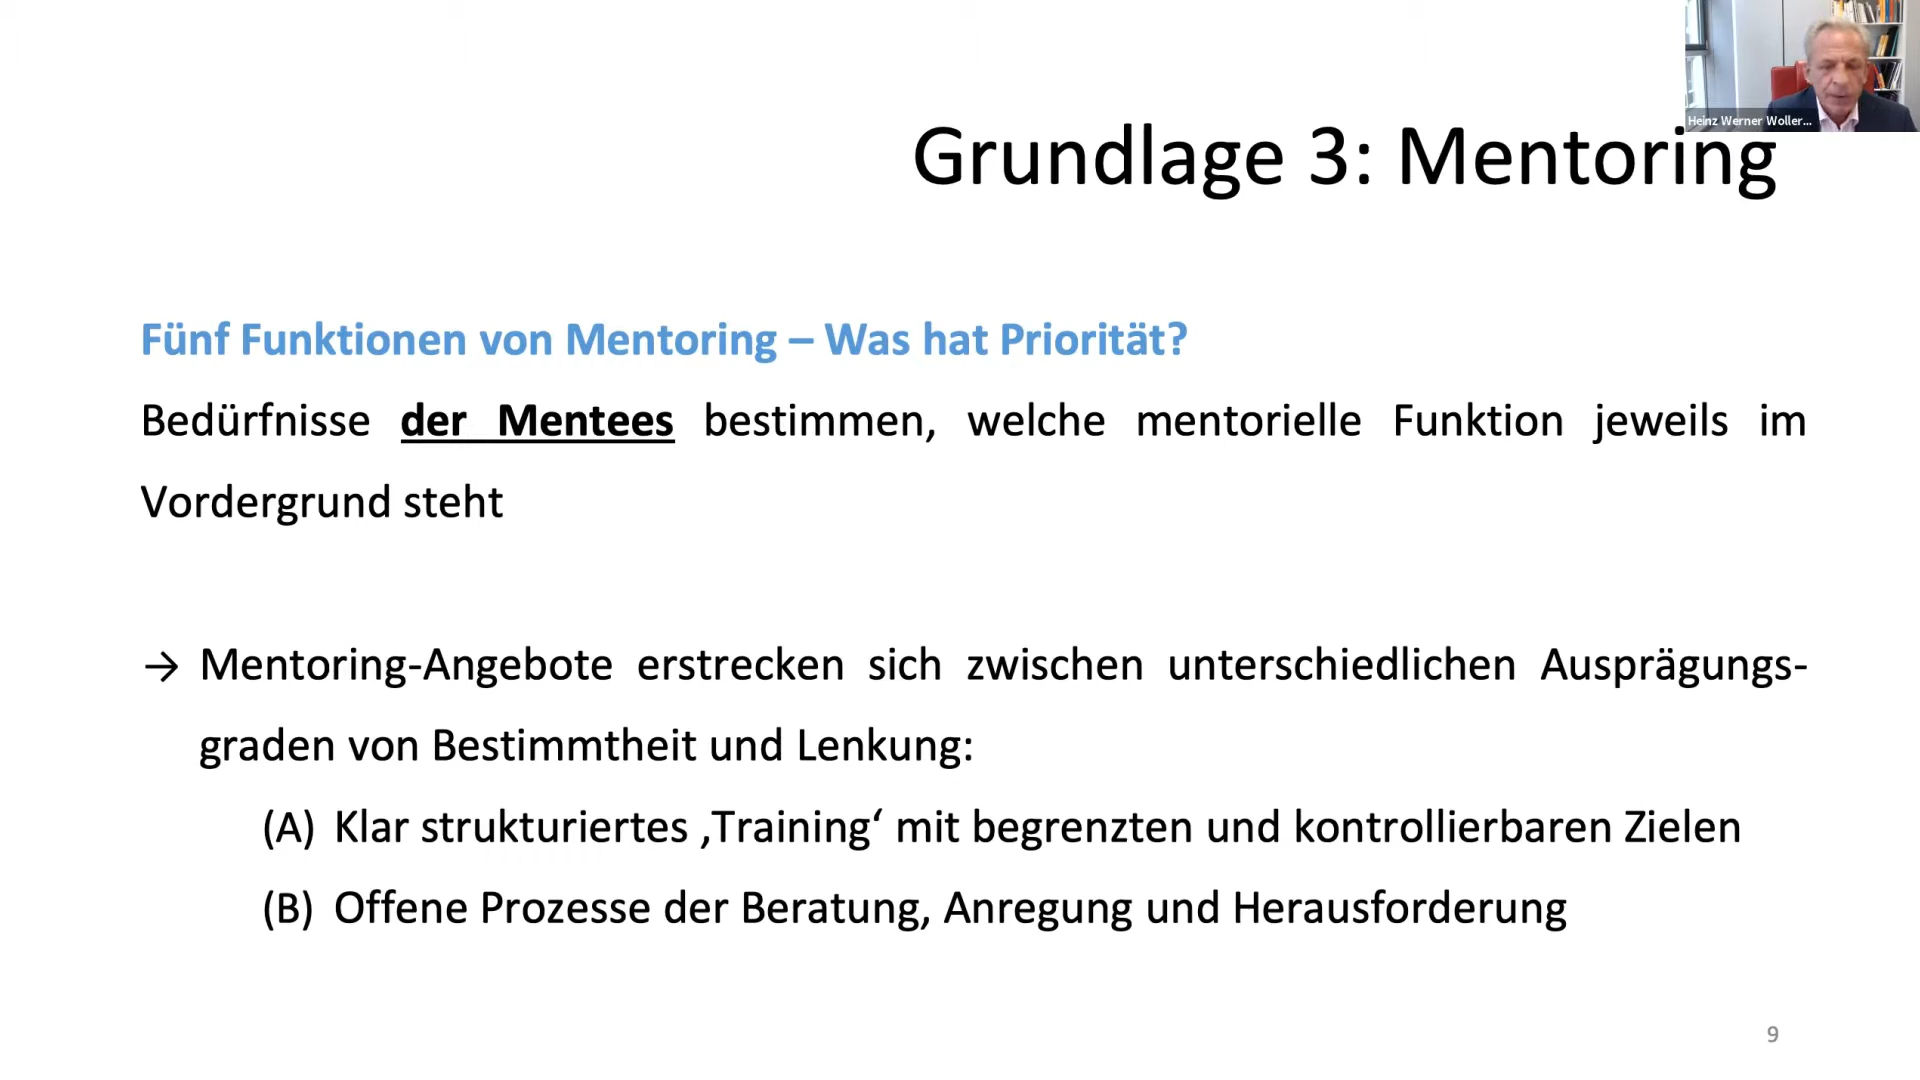 Heinz Werner Woller...
Grundlage 3: Mentoring
Fünf Funktionen von Mentoring – Was hat Priorität?
Bedürfnisse der Mentees bestimmen, welche mentorielle Funktion jeweils im
Vordergrund steht
→ Mentoring-Angebote erstrecken sich zwischen unterschiedlichen Ausprägungs-
graden von Bestimmtheit und Lenkung:
(A) Klar strukturiertes ‚Training‘ mit begrenzten und kontrollierbaren Zielen
(B) Offene Prozesse der Beratung, Anregung und Herausforderung
9